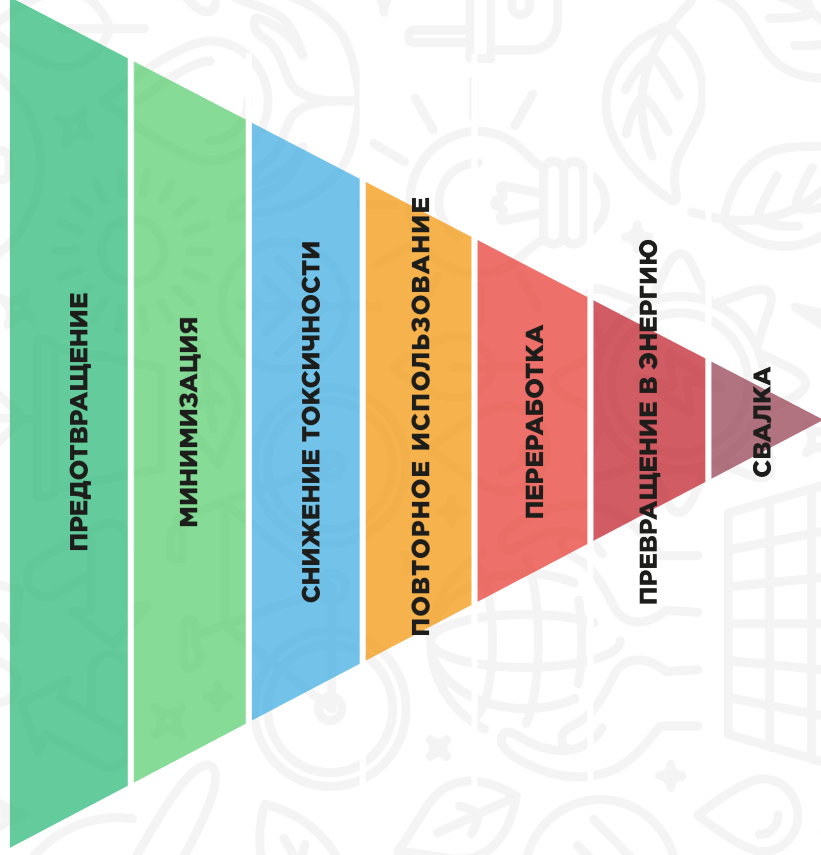 ПРЕДОТВРАЩЕНИЕ
МИНИМИЗАЦИЯ
СНИЖЕНИЕ ТОКСИЧНОСТИ
ПОВТОРНОЕ ИСПОЛЬЗОВАНИЕ
ПЕРЕРАБОТКА
ПРЕВРАЩЕНИЕ В ЭНЕРГИЮ
СВАЛКА